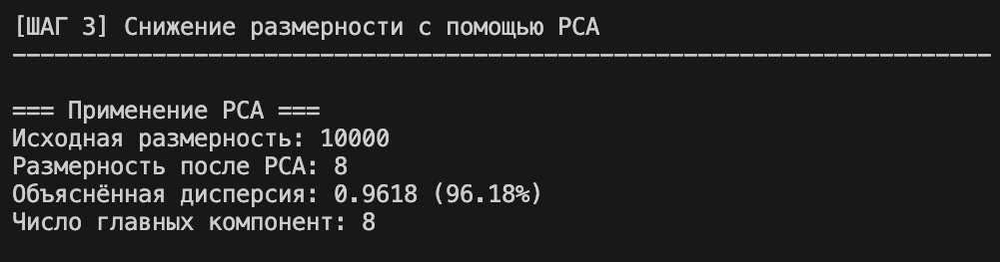 [ШАГ 3] Снижение размерности с помощью PCA
----------------------------------------------------------------------
=== Применение PCA ===
Исходная размерность: 10000
Размерность после PCA: 8
Объяснённая дисперсия: 0.9618 (96.18%)
Число главных компонент: 8